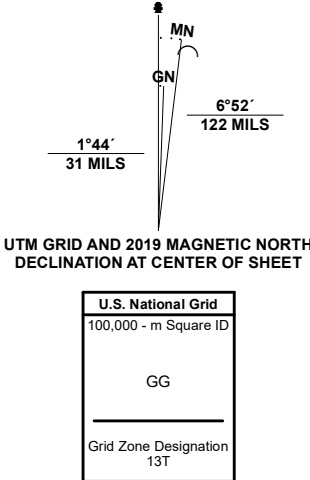 MN
GN
6°52´
122 MILS
1°44´
31 MILS
UTM GRID AND 2019 MAGNETIC NORTH
DECLINATION AT CENTER OF SHEET
U.S. National Grid
100,000 - m Square ID
GG
Grid Zone Designation
13T